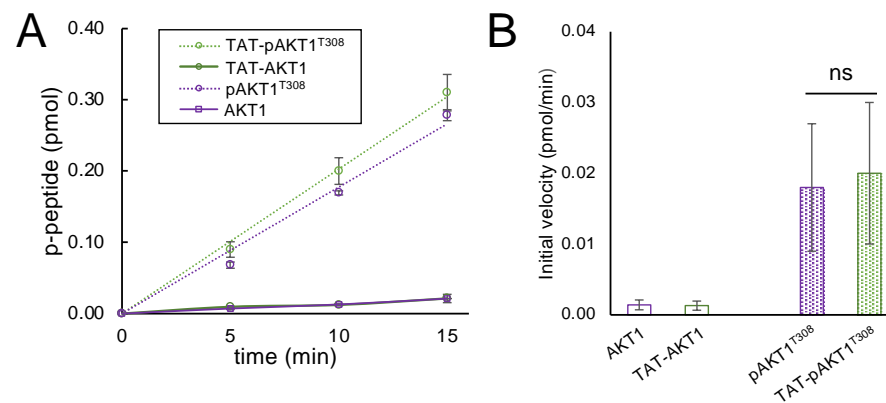 A
0.40
0.30
0.20
0.10
0.00
p-peptide (pmol)
TAT-pAKT1T308
TAT-AKT1
pAKT1T308
AKT1
0
5
10
15
time (min)
B
0.04
0.03
0.02
0.01
0.00
Initial velocity (pmol/min)
ns
AKT1
TAT-AKT1
pAKT1T308
TAT-pAKT1T308